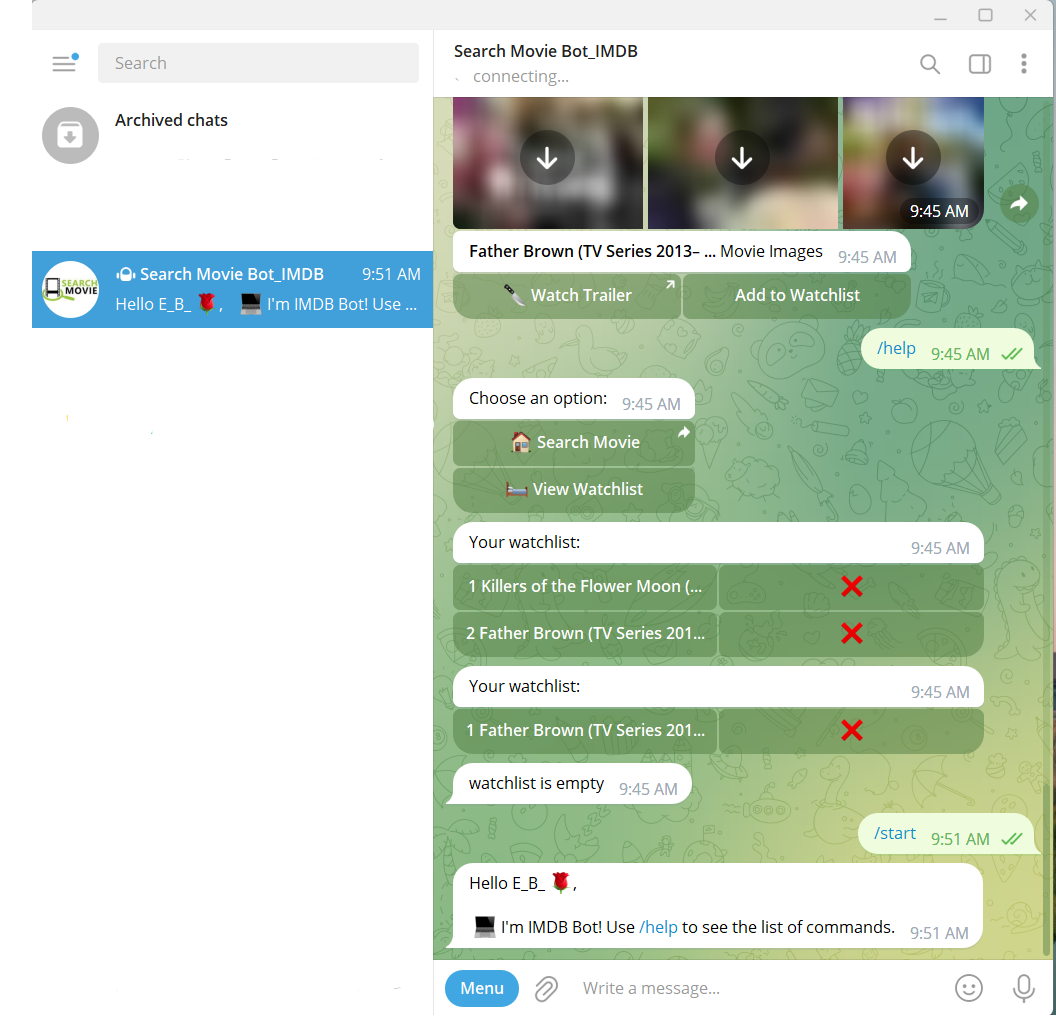 Search
Archived chats
SEARCH
MOVIE
Search Movie Bot_IMDB
9:51 AM
Hello E_B_ 🌹, 💻 I'm IMDB Bot! Use ...
Search Movie Bot_IMDB
connecting...
9:45 AM
Father Brown (TV Series 2013– ... Movie Images 9:45 AM
🔪 Watch Trailer
Add to Watchlist
/help 9:45 AM
Choose an option: 9:45 AM
🏠 Search Movie
🛏️ View Watchlist
Your watchlist: 9:45 AM
1 Killers of the Flower Moon (... ❌
2 Father Brown (TV Series 201... ❌
Your watchlist: 9:45 AM
1 Father Brown (TV Series 201... ❌
watchlist is empty 9:45 AM
/start 9:51 AM
Hello E_B_ 🌹,
💻 I'm IMDB Bot! Use /help to see the list of commands. 9:51 AM
Menu
Write a message...